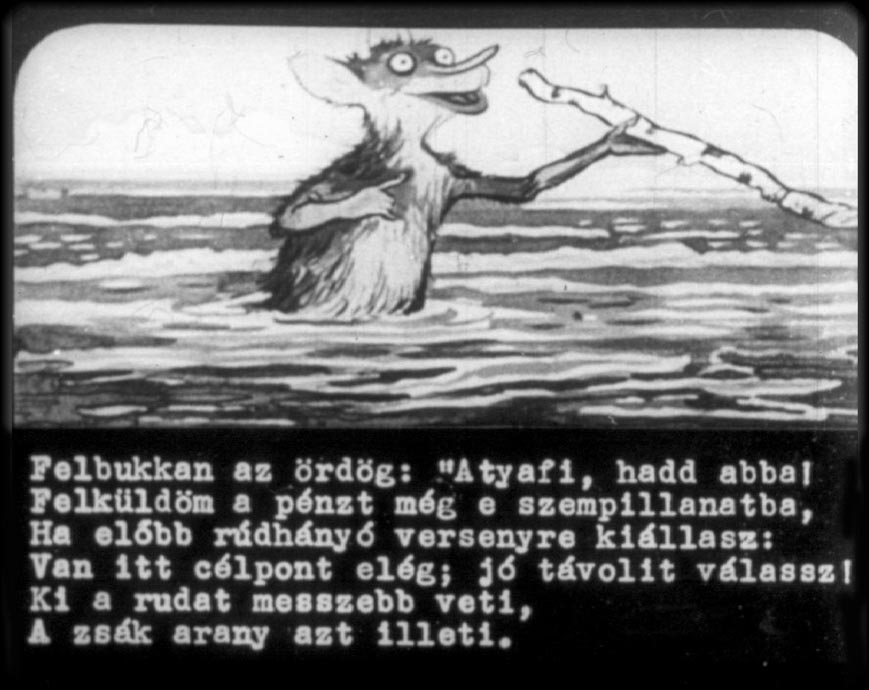 Felbukkan az ördög: "Atyafi, hadd abba!
Felküldöm a pénzt még e szempillanatba,
Ha előbb rúdhányó versenyre kiállasz:
Van itt célpont elég; jó távolit válassz!
Ki a rudat messzebb veti,
A zsák arany azt illeti.